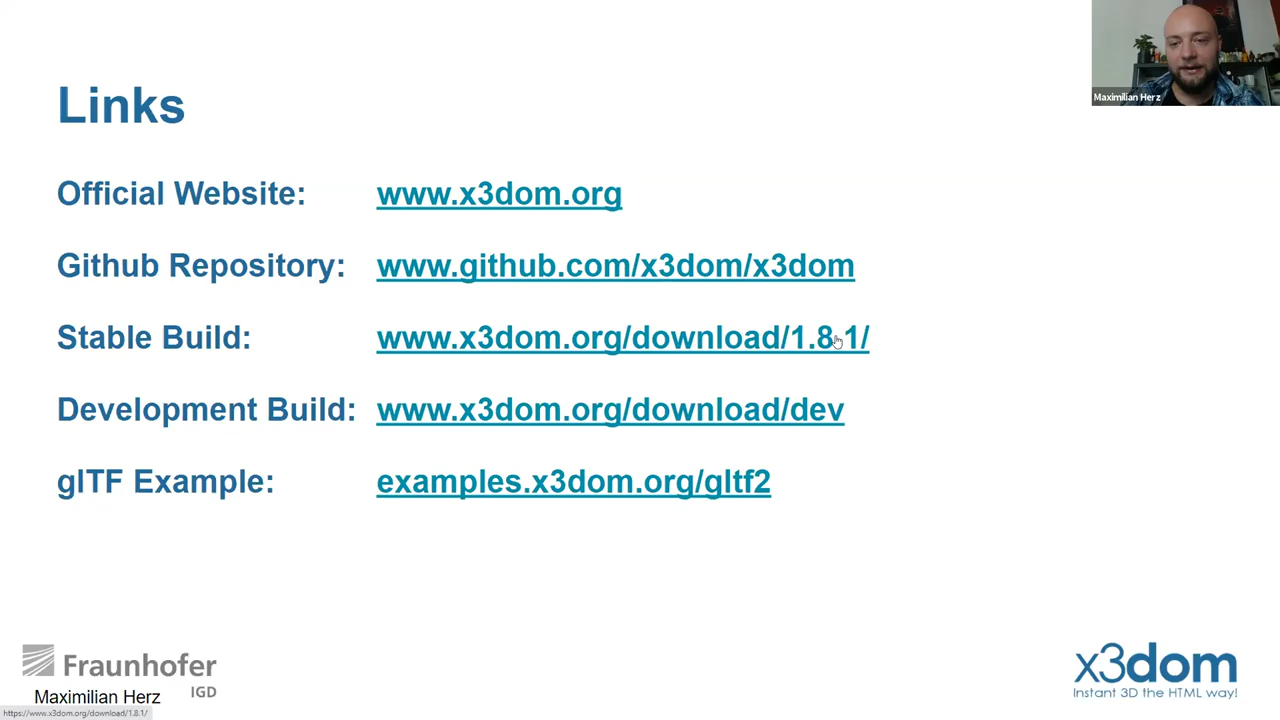 Maximilian Herz
Links
Official Website: www.x3dom.org
Github Repository: www.github.com/x3dom/x3dom
Stable Build: www.x3dom.org/download/1.8.1/
Development Build: www.x3dom.org/download/dev
glTF Example: examples.x3dom.org/gltf2
Fraunhofer
IGD
Maximilian Herz
x3dom
Instant 3D the HTML way!
https://www.x3dom.org/download/1.8.1/